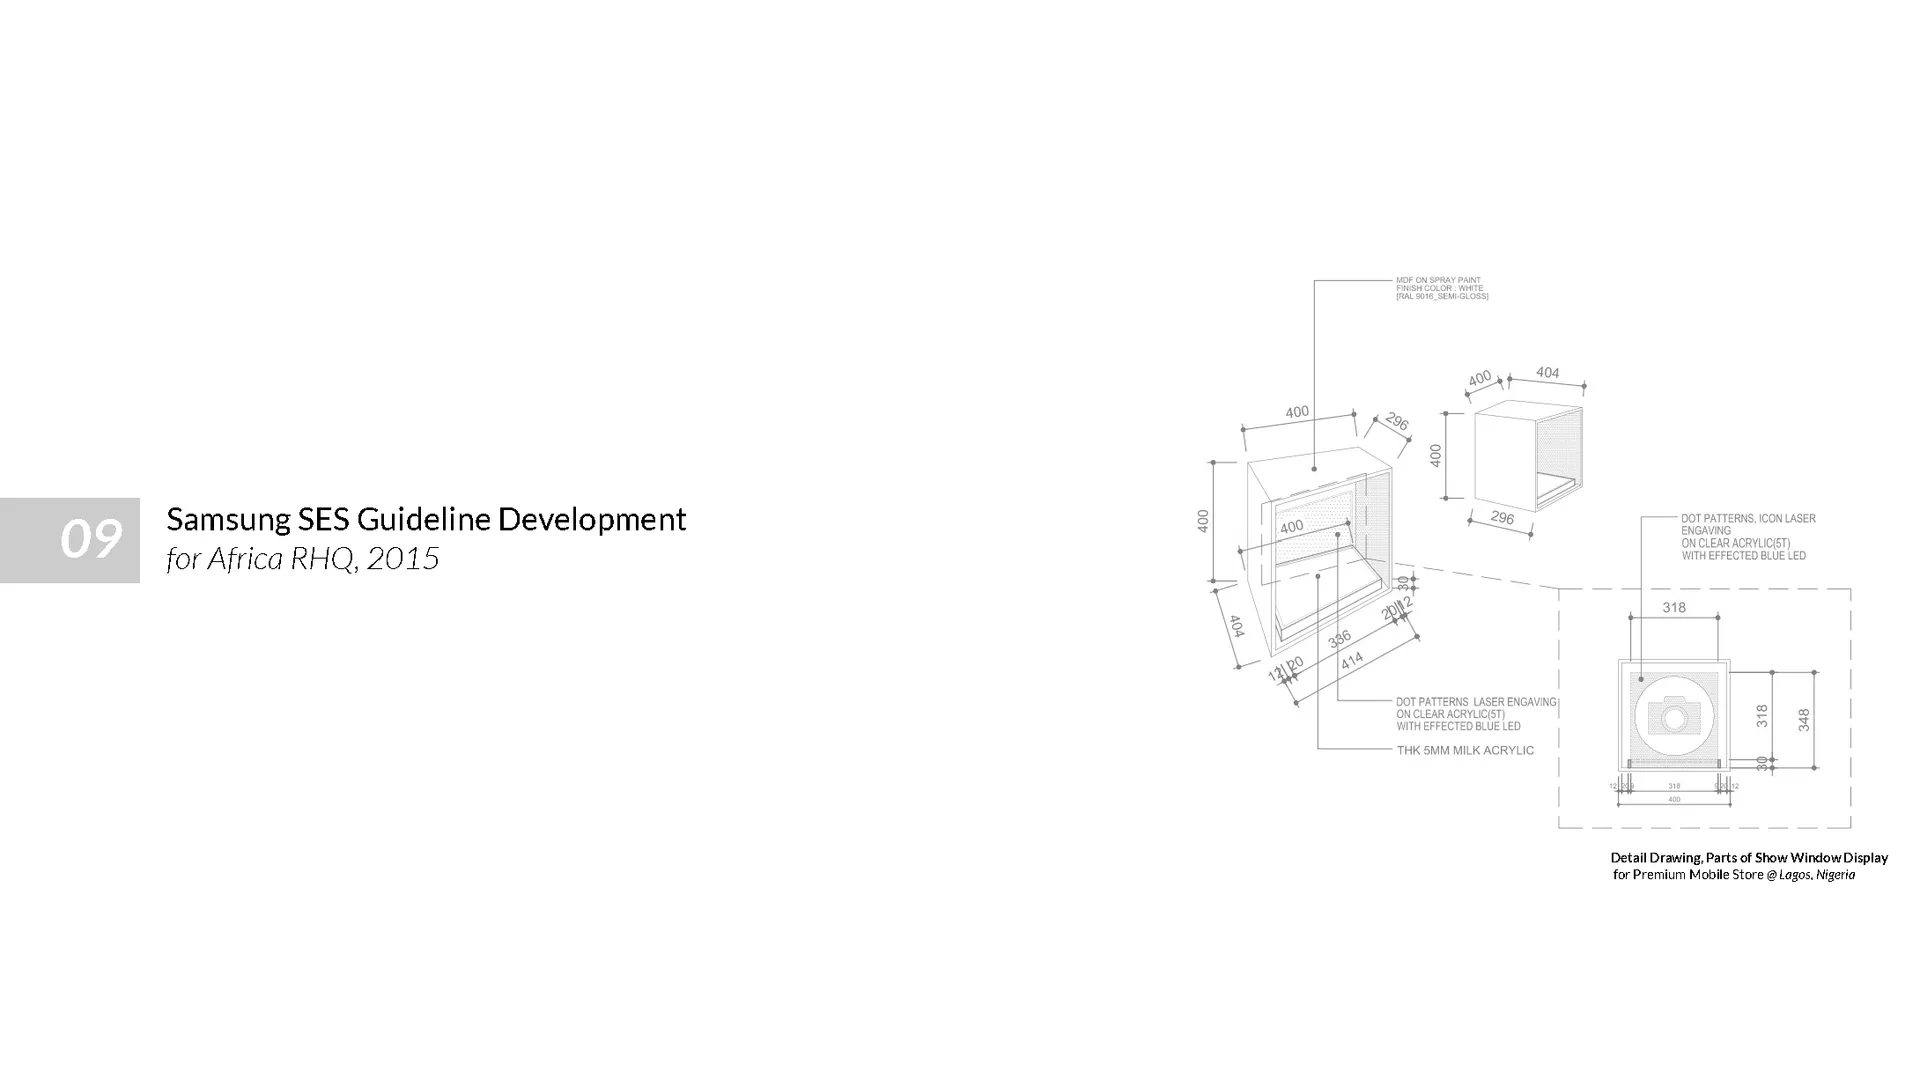 09
Samsung SES Guideline Development
for Africa RHQ, 2015
MDF ON SPRAY PAINT
FINISH COLOR . WHITE
[RAL 9016_SEMI-GLOSS]
400
404
400
296
400
296
400
400
404
400
30
20 12
336
414
12 20
DOT PATTERNS LASER ENGAVING
ON CLEAR ACRYLIC(5T)
WITH EFFECTED BLUE LED
THK 5MM MILK ACRYLIC
DOT PATTERNS, ICON LASER
ENGAVING
ON CLEAR ACRYLIC(5T)
WITH EFFECTED BLUE LED
318
318
348
30
12 20 9 318 9 20 12
400
Detail Drawing, Parts of Show Window Display
for Premium Mobile Store @ Lagos, Nigeria